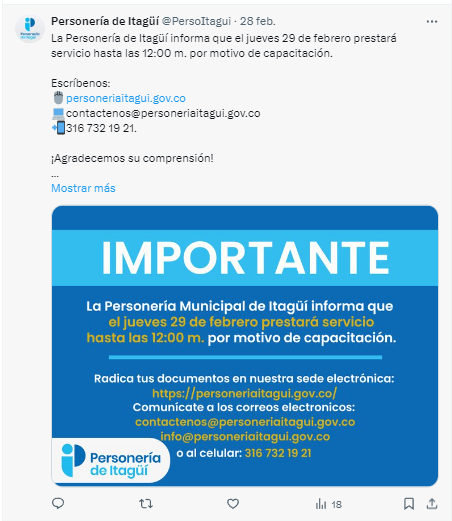 Personería de Itagüí @PersoItagui · 28 feb.
La Personería de Itagüí informa que el jueves 29 de febrero prestará
servicio hasta las 12:00 m. por motivo de capacitación.
Escríbenos:
personeriaitagui.gov.co
contactenos@personeriaitagui.gov.co
316 732 19 21.
¡Agradecemos su comprensión!
...
Mostrar más
IMPORTANTE
La Personería Municipal de Itagüí informa que
el jueves 29 de febrero prestará servicio
hasta las 12:00 m. por motivo de capacitación.
Radica tus documentos en nuestra sede electrónica:
https://personeriaitagui.gov.co/
Comunícate a los correos electronicos:
contactenos@personeriaitagui.gov.co
info@personeriaitagui.gov.co
o al celular: 316 732 19 21
Personería
de Itagüí
18